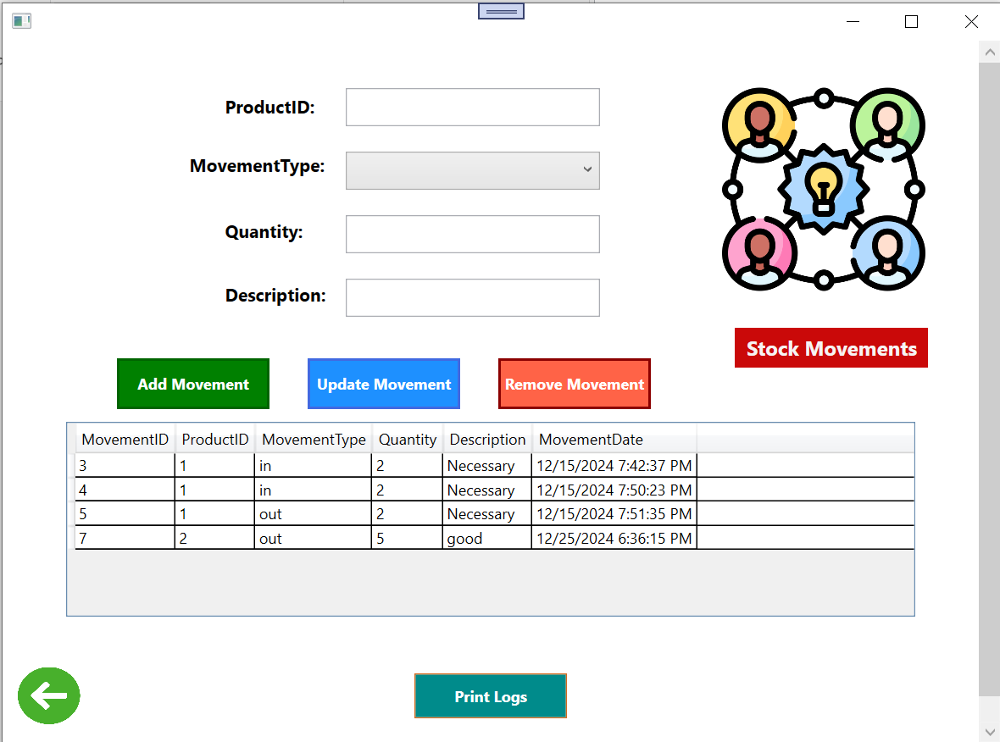 ProductID:
MovementType:
Quantity:
Description:
Stock Movements
Add Movement Update Movement Remove Movement
MovementID ProductID MovementType Quantity Description MovementDate
3 1 in 2 Necessary 12/15/2024 7:42:37 PM
4 1 in 2 Necessary 12/15/2024 7:50:23 PM
5 1 out 2 Necessary 12/15/2024 7:51:35 PM
7 2 out 5 good 12/25/2024 6:36:15 PM
Print Logs